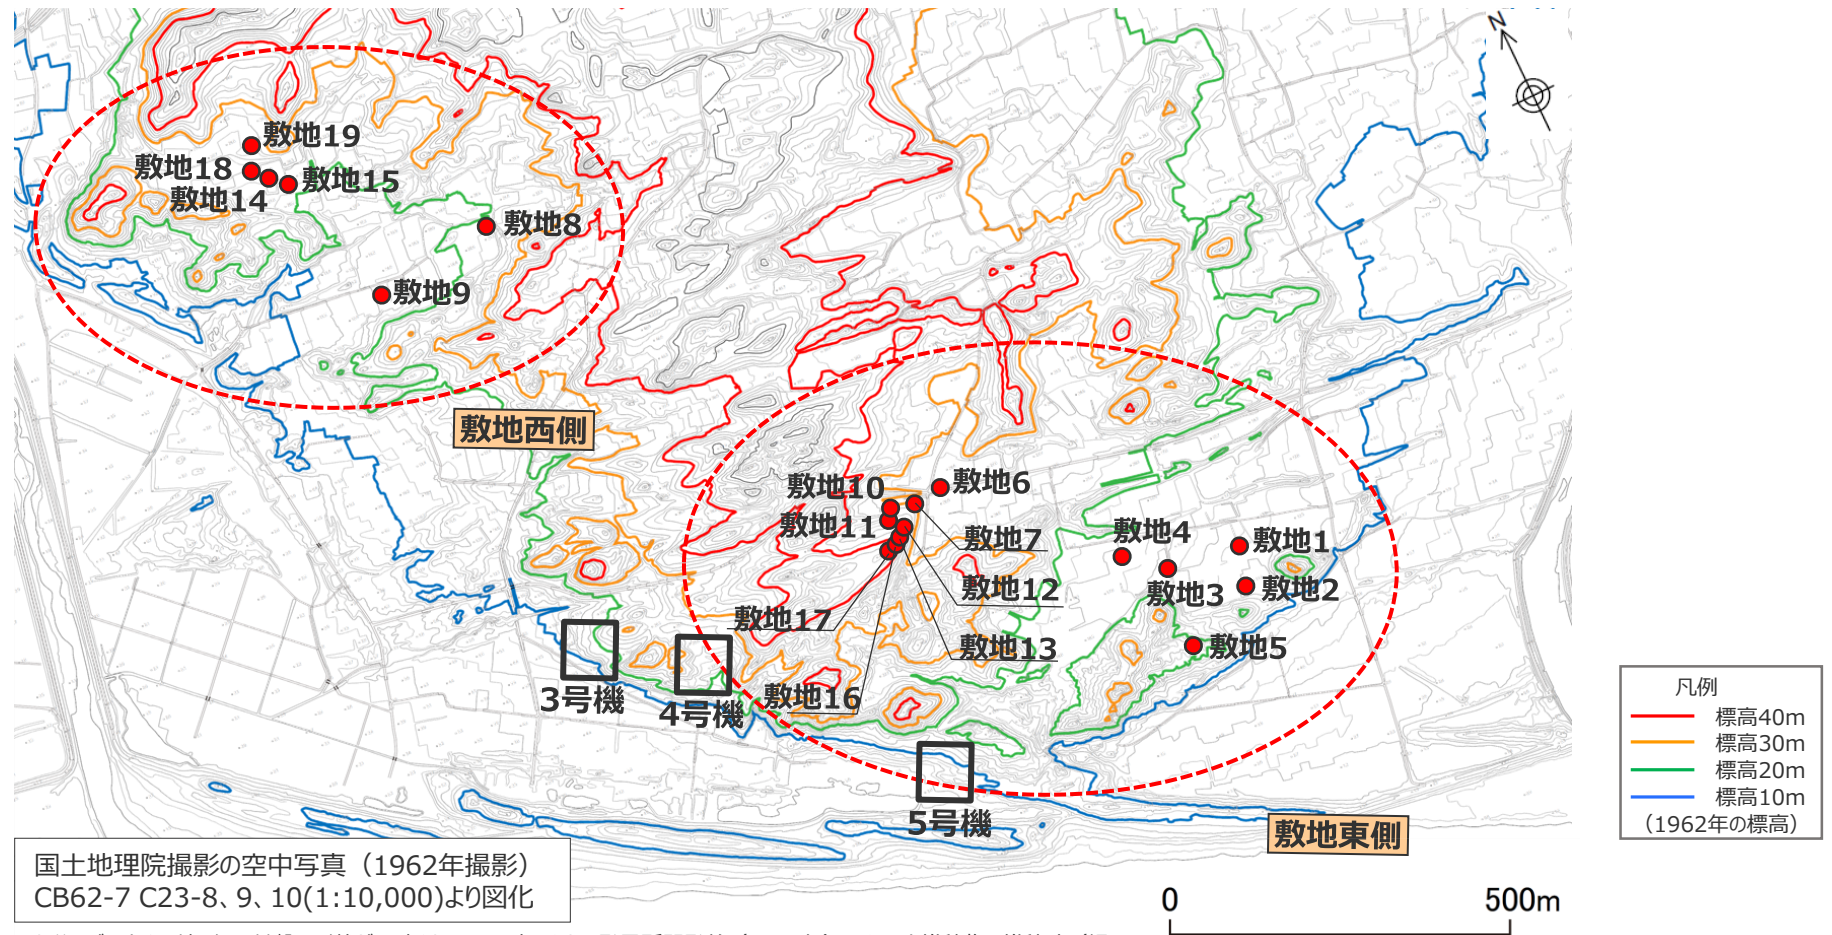 N
敷地19
敷地18
敷地15
敷地14
敷地8
敷地9
敷地西側
敷地10
敷地6
敷地11
敷地7
敷地4
敷地1
敷地12
敷地3
敷地2
敷地17
敷地13
敷地5
敷地16
3号機
4号機
5号機
敷地東側
凡例
標高40m
標高30m
標高20m
標高10m
（1962年の標高）
国土地理院撮影の空中写真（1962年撮影）
CB62-7 C23-8、9、10(1:10,000)より図化
0 500m